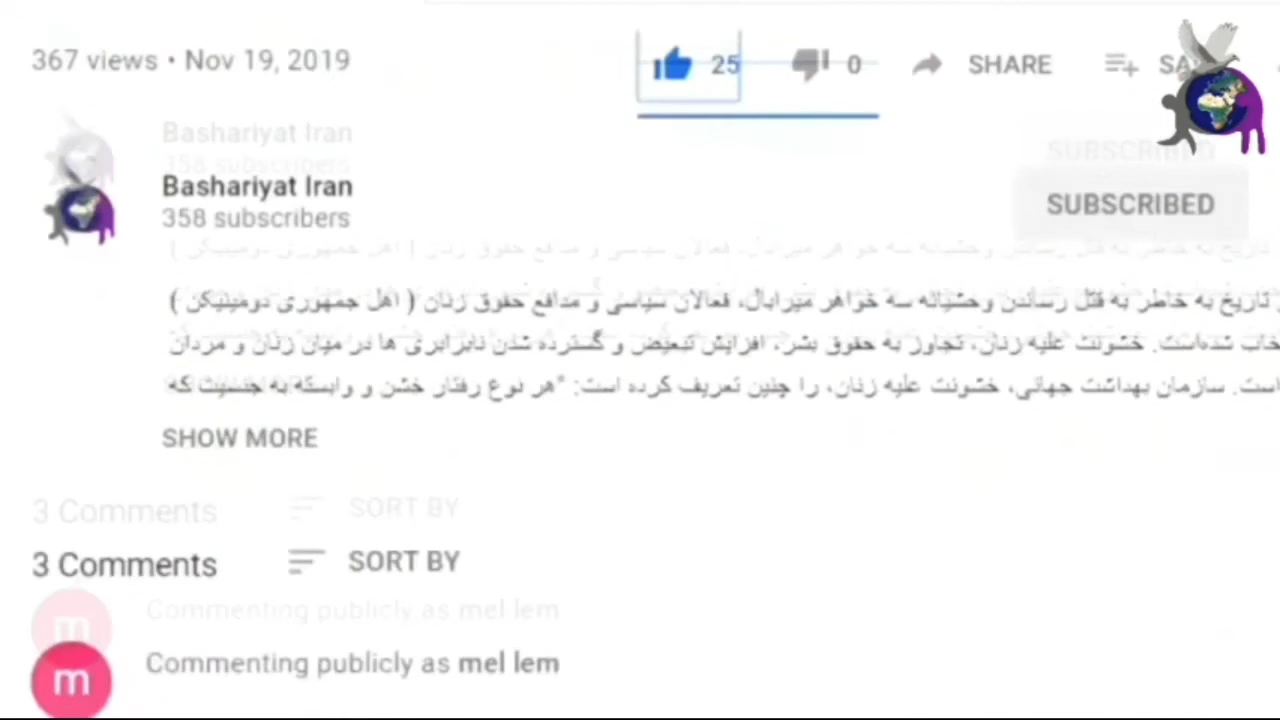 367 views • Nov 19, 2019
25
0
SHARE
Bashariyat Iran
358 subscribers
SUBSCRIBED
تاریخ به خاطر به قتل رساندن وحشیانه سه خواهر میرابال، فعالان سیاسی و مدافع حقوق زنان ( اهل جمهوری دومینیکن )
شده‌است. خشونت علیه زنان، تجاوز به حقوق بشر، افزایش تبعیض و گسترده شدن نابرابری ها در میان زنان و مردان
است. سازمان بهداشت جهانی، خشونت علیه زنان، را چنین تعریف کرده است: "هر نوع رفتار خشن و وابسته به جنسیت که
SHOW MORE
3 Comments
SORT BY
m
Commenting publicly as mel lem